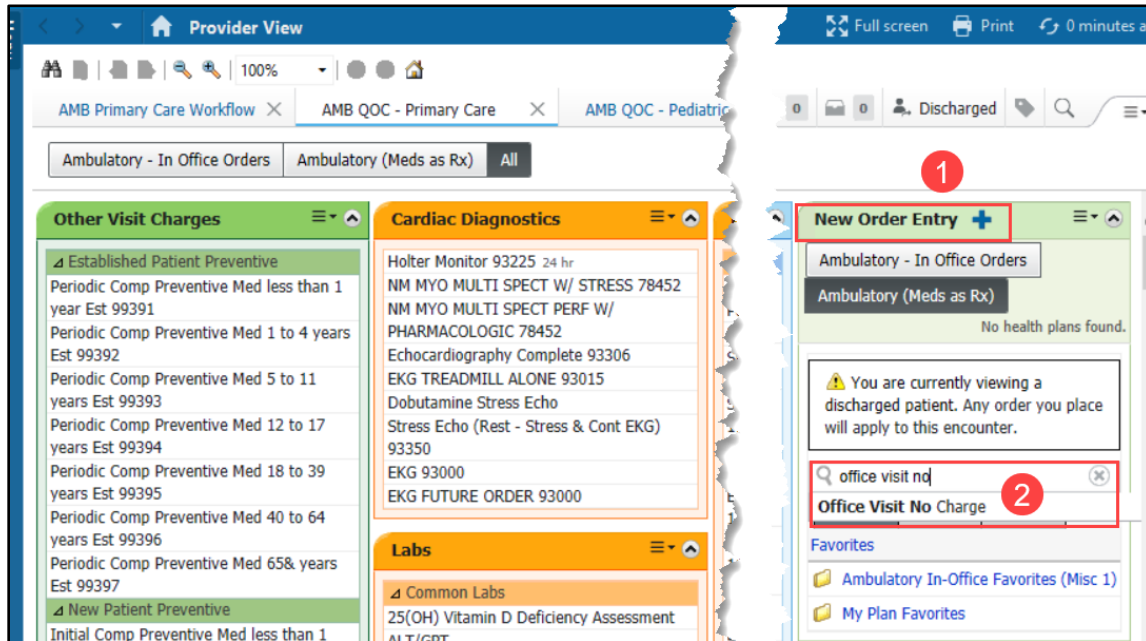 Provider View
Full screen
Print
0 minutes a
100%
AMB Primary Care Workflow
AMB QOC - Primary Care
AMB QOC - Pediatric
0
0
Discharged
Ambulatory - In Office Orders
Ambulatory (Meds as Rx)
All
1
Other Visit Charges
Established Patient Preventive
Periodic Comp Preventive Med less than 1
year Est 99391
Periodic Comp Preventive Med 1 to 4 years
Est 99392
Periodic Comp Preventive Med 5 to 11
years Est 99393
Periodic Comp Preventive Med 12 to 17
years Est 99394
Periodic Comp Preventive Med 18 to 39
years Est 99395
Periodic Comp Preventive Med 40 to 64
years Est 99396
Periodic Comp Preventive Med 65& years
Est 99397
New Patient Preventive
Initial Comp Preventive Med less than 1
Cardiac Diagnostics
Holter Monitor 93225 24 hr
NM MYO MULTI SPECT W/ STRESS 78452
NM MYO MULTI SPECT PERF W/
PHARMACOLOGIC 78452
Echocardiography Complete 93306
EKG TREADMILL ALONE 93015
Dobutamine Stress Echo
Stress Echo (Rest - Stress & Cont EKG)
93350
EKG 93000
EKG FUTURE ORDER 93000
Labs
Common Labs
25(OH) Vitamin D Deficiency Assessment
ALT/GPT
New Order Entry
Ambulatory - In Office Orders
Ambulatory (Meds as Rx)
No health plans found.
You are currently viewing a
discharged patient. Any order you place
will apply to this encounter.
office visit no
2
Office Visit No Charge
Favorites
Ambulatory In-Office Favorites (Misc 1)
My Plan Favorites